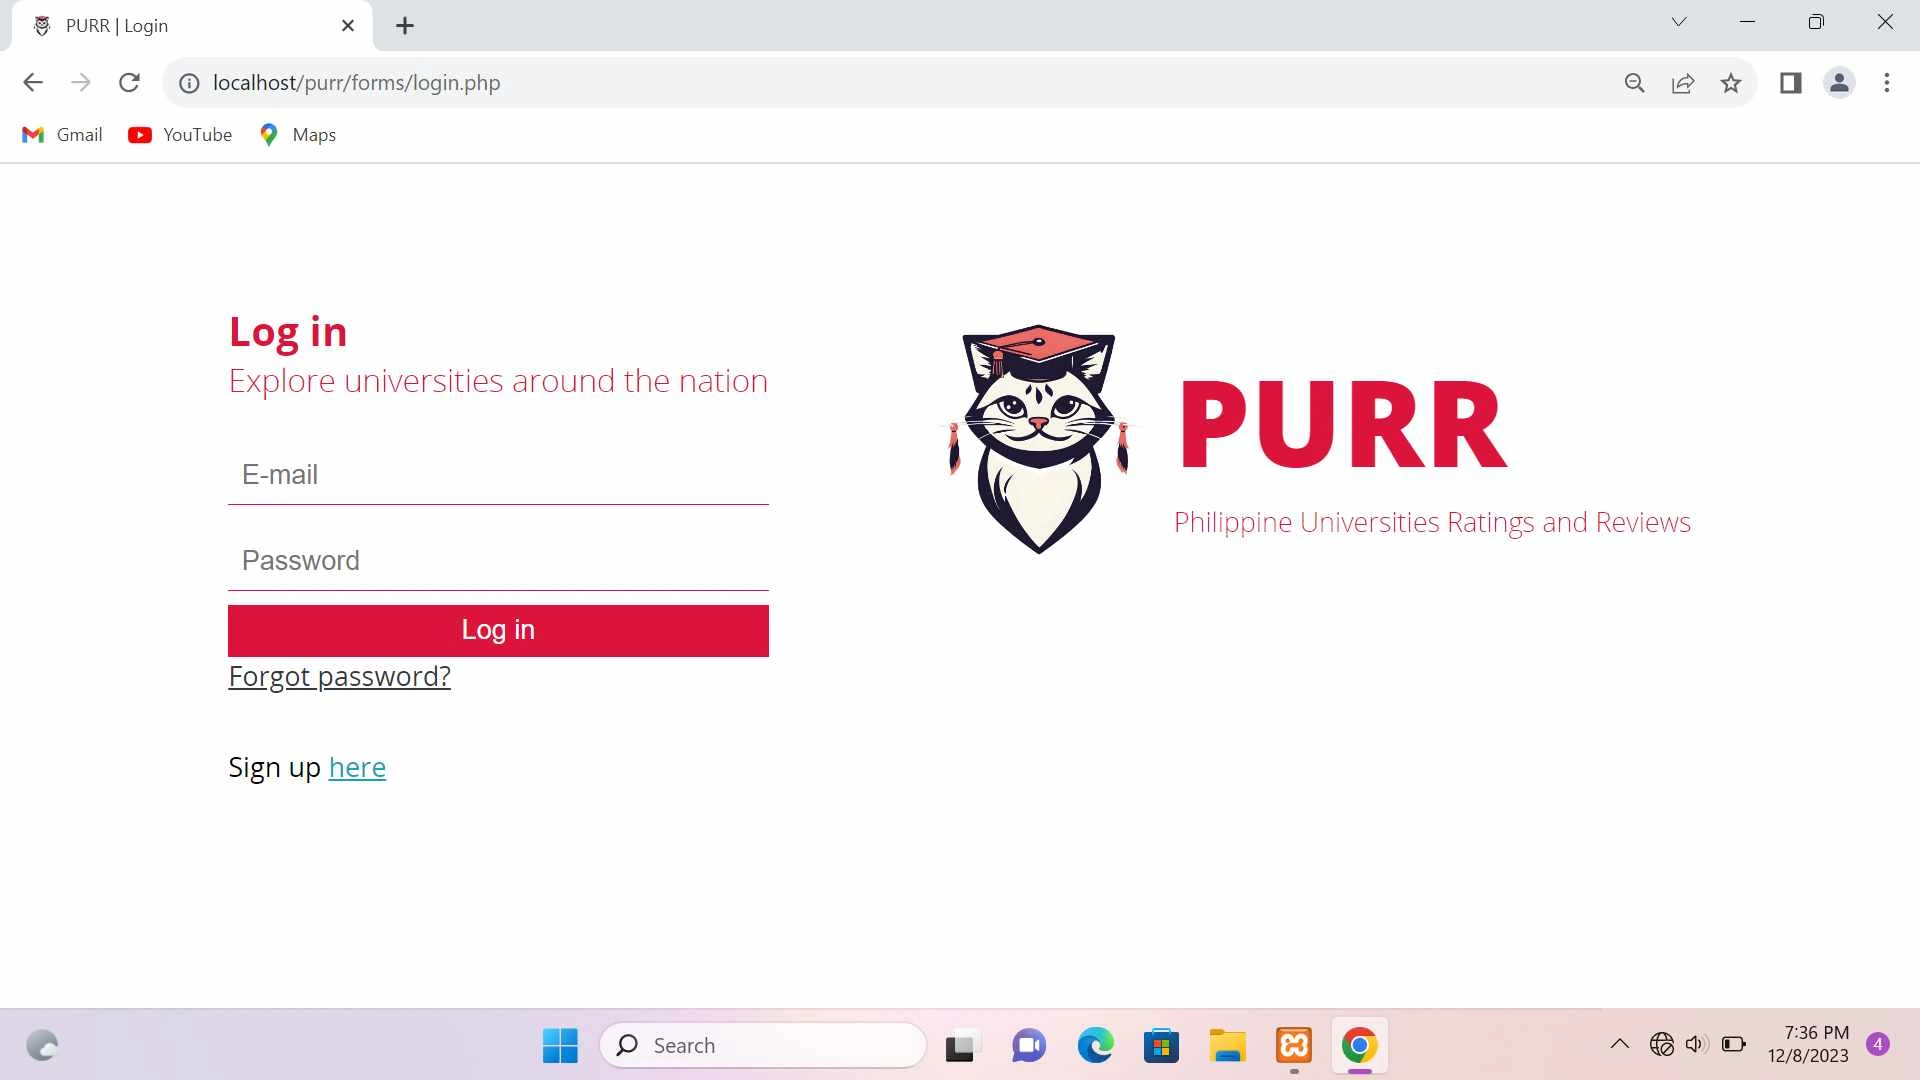 PURR | Login
localhost/purr/forms/login.php
Gmail
YouTube
Maps
Log in
Explore universities around the nation
E-mail
Password
Log in
Forgot password?
Sign up here
PURR
Philippine Universities Ratings and Reviews
Search
7:36 PM
12/8/2023
4